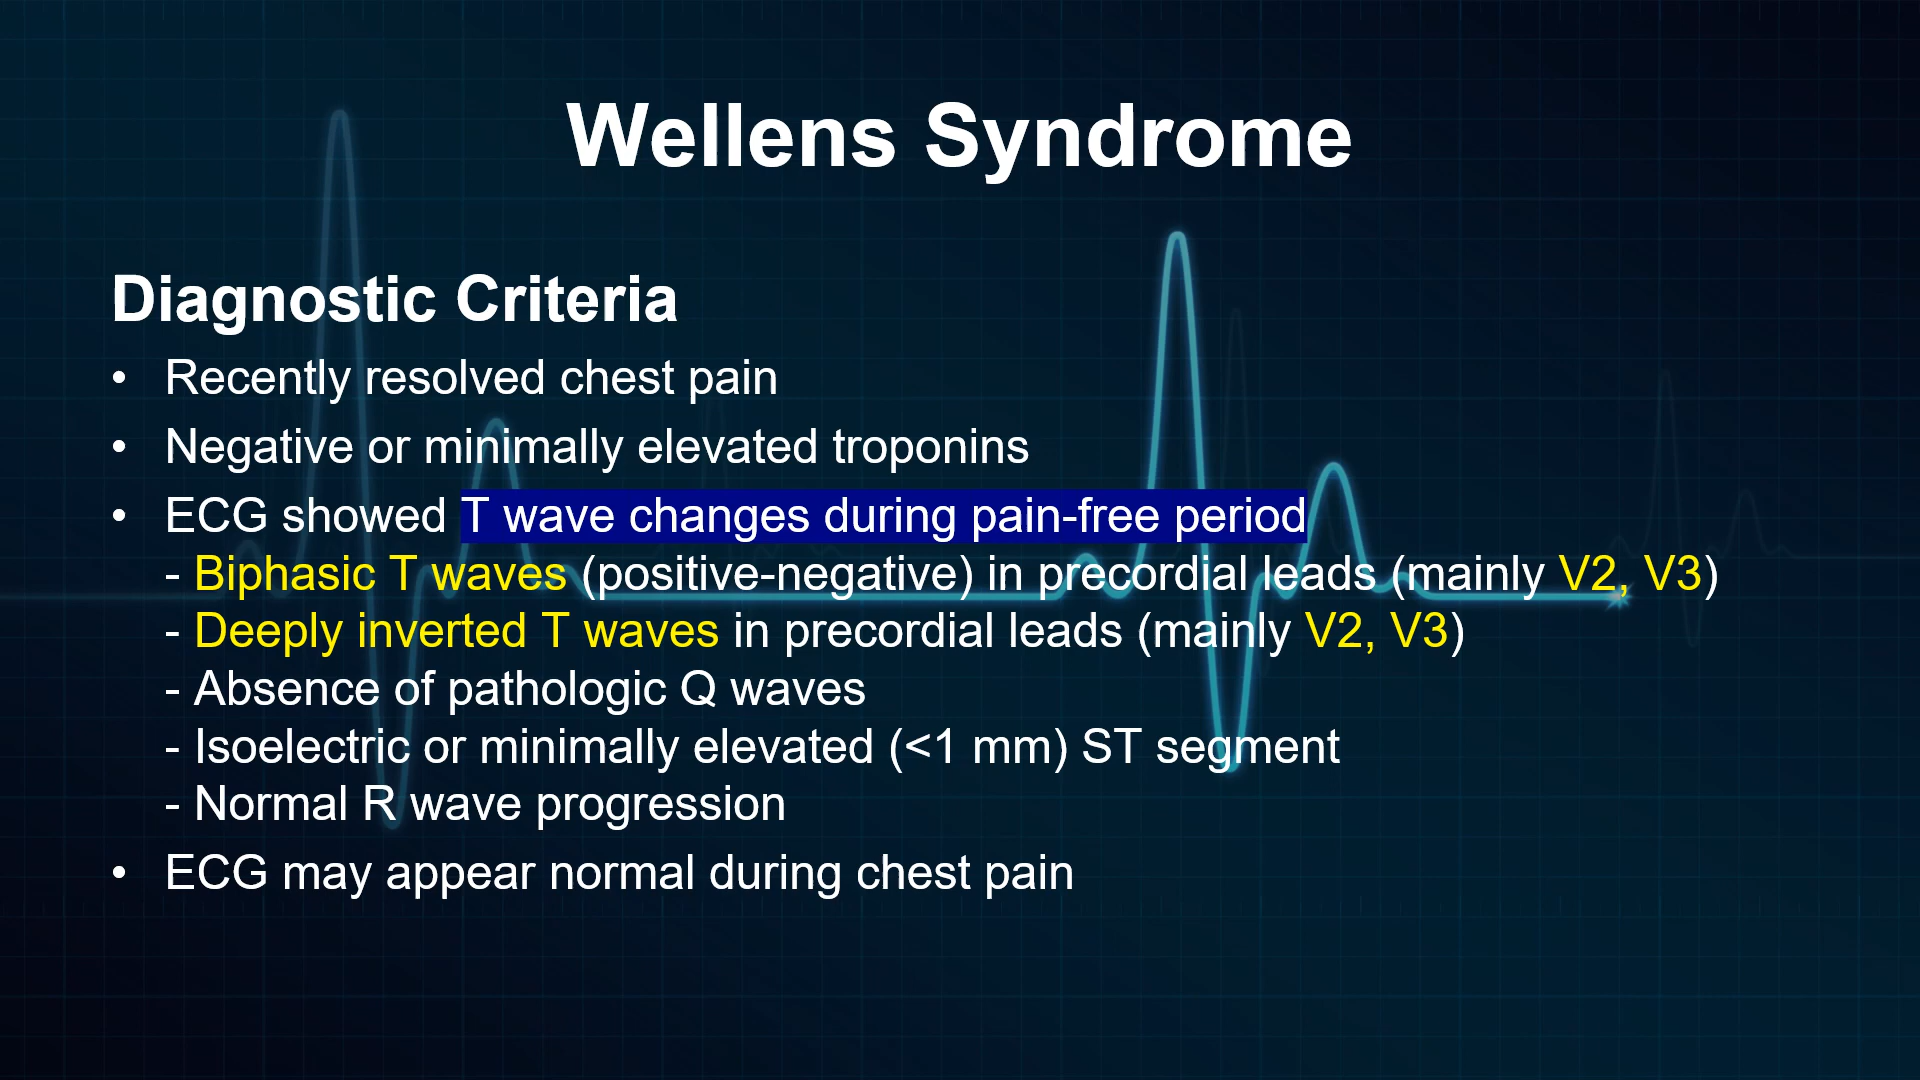 Wellens Syndrome
Diagnostic Criteria
• Recently resolved chest pain
• Negative or minimally elevated troponins
• ECG showed T wave changes during pain-free period
- Biphasic T waves (positive-negative) in precordial leads (mainly V2, V3)
- Deeply inverted T waves in precordial leads (mainly V2, V3)
- Absence of pathologic Q waves
- Isoelectric or minimally elevated (<1 mm) ST segment
- Normal R wave progression
• ECG may appear normal during chest pain